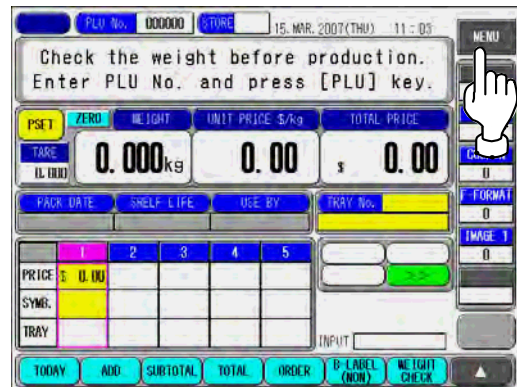 PLU No. 000000 STORE 15. MAR. 2007(THU) 11:03
MENU
Check the weight before production.
Enter PLU No. and press [PLU] key.
PSET ZERO WEIGHT UNIT PRICE $/kg TOTAL PRICE
TARE
0.000
0.000kg 0.00 $ 0.00
0
F-FORMAT
0
IMAGE 1
0
PACK DATE SHELF LIFE USE BY TRAY No.
1 2 3 4 5
PRICE $ 0.00
SYMB.
TRAY
>>
INPUT
TODAY ADD SUBTOTAL TOTAL ORDER B-LABEL (NON) WEIGHT CHECK ▲